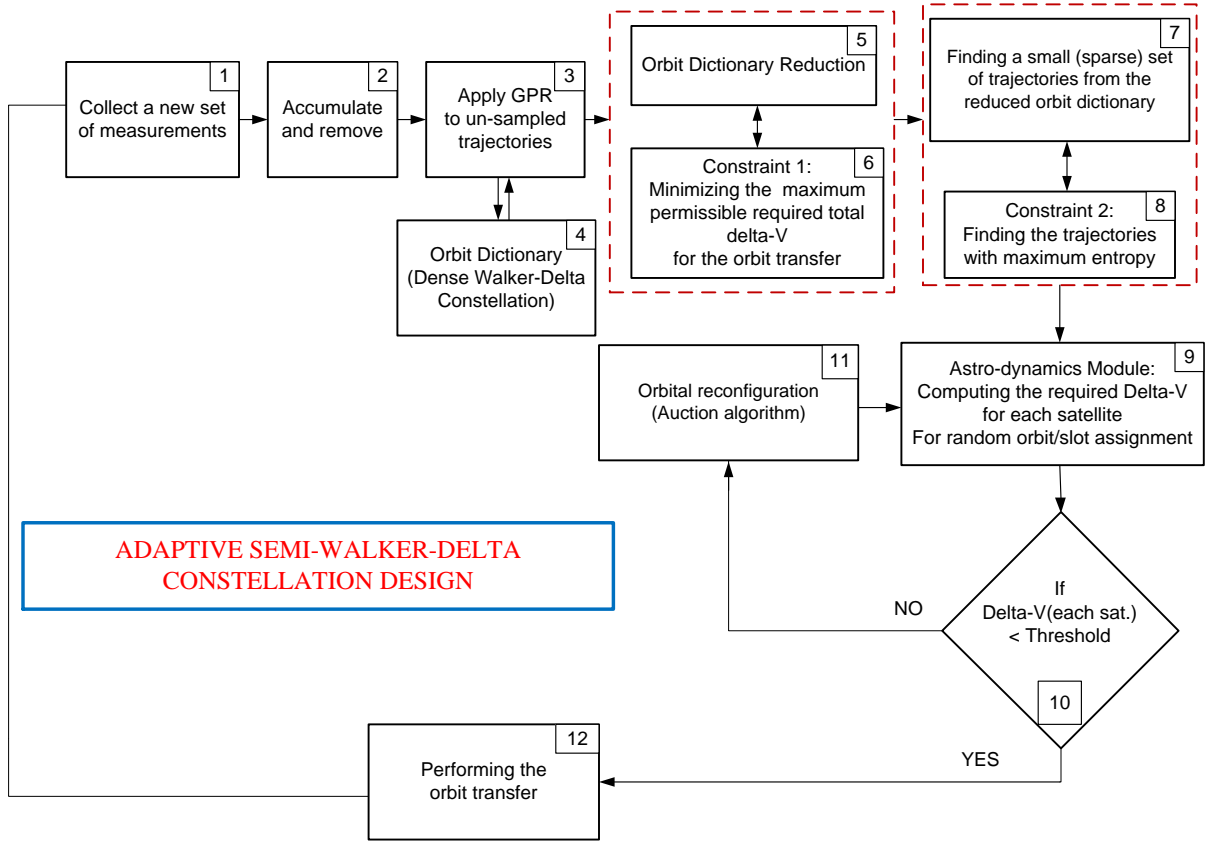 1
Collect a new set
of measurements
2
Accumulate
and remove
3
Apply GPR
to un-sampled
trajectories
4
Orbit Dictionary
(Dense Walker-Delta
Constellation)
5
Orbit Dictionary Reduction
6
Constraint 1:
Minimizing the maximum
permissible required total
delta-V
for the orbit transfer
7
Finding a small (sparse) set
of trajectories from the
reduced orbit dictionary
8
Constraint 2:
Finding the trajectories
with maximum entropy
9
Astro-dynamics Module:
Computing the required Delta-V
for each satellite
For random orbit/slot assignment
11
Orbital reconfiguration
(Auction algorithm)
ADAPTIVE SEMI-WALKER-DELTA
CONSTELLATION DESIGN
NO
If
Delta-V(each sat.)
< Threshold
10
YES
12
Performing the
orbit transfer